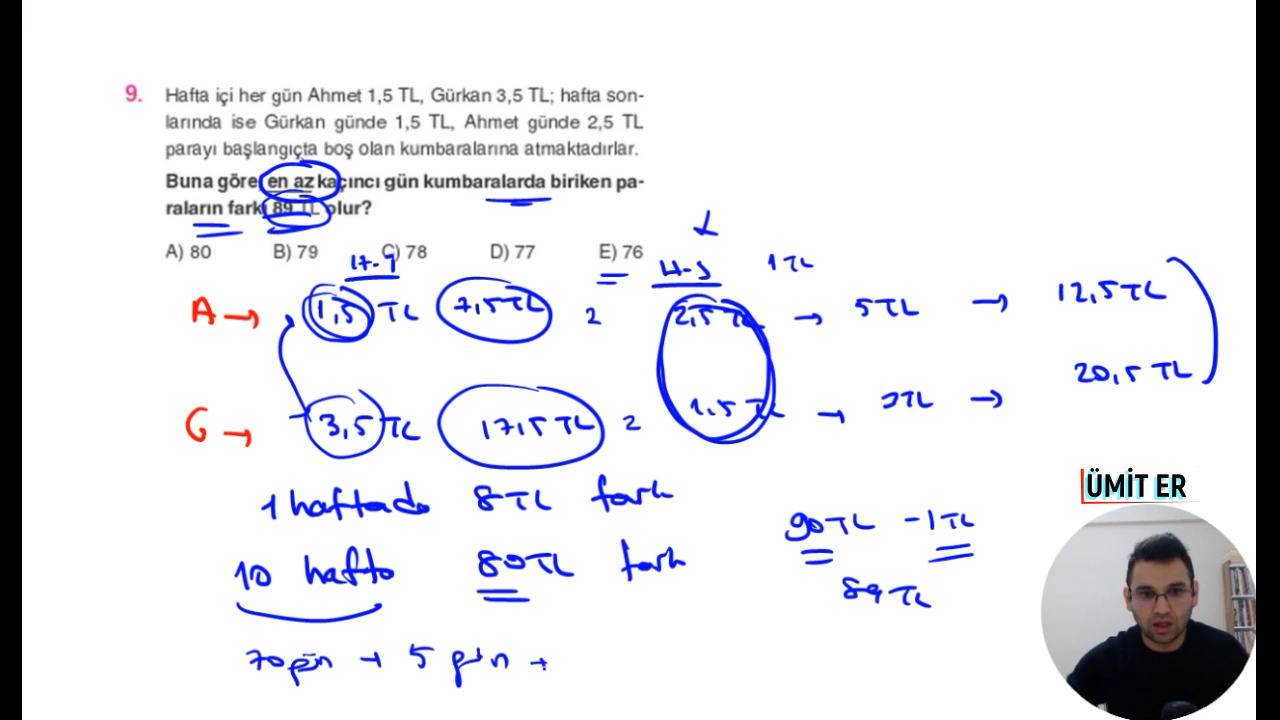 9. Hafta içi her gün Ahmet 1,5 TL, Gürkan 3,5 TL; hafta son-
larında ise Gürkan günde 1,5 TL, Ahmet günde 2,5 TL
parayı başlangıçta boş olan kumbaralarına atmaktadırlar.
Buna göre, en az kaçıncı gün kumbaralarda biriken pa-
raların farkı 89 TL olur?
A) 80 B) 79 C) 78 D) 77 E) 76
H-S 1 TL
A → 1,5 TL 7,5 TL 2,5 TL → 5 TL → 12,5 TL
G → 3,5 TL 17,5 TL 1,5 TL → 3 TL → 20,5 TL
1 haftada 8 TL fark
10 hafta 80 TL fark
90 TL - 1 TL
89 TL
70 gün + 5 gün +
ÜMİT ER